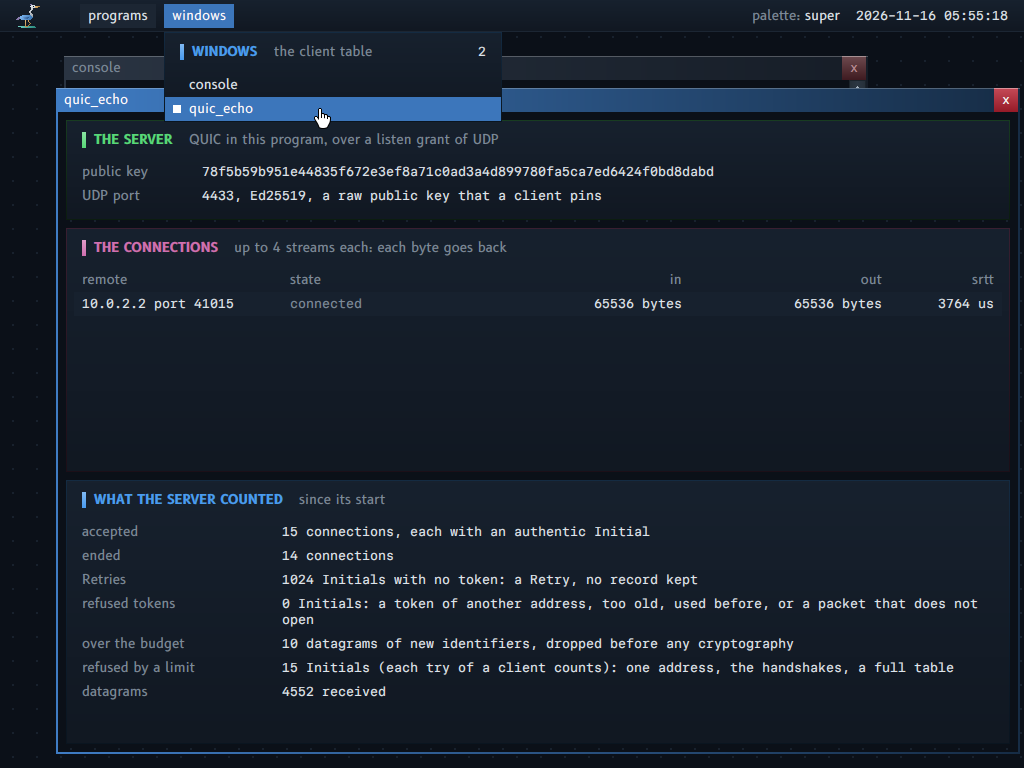 programs windows palette: super 2026-11-16 05:55:18
WINDOWS the client table 2
console
quic_echo
console x
quic_echo x
THE SERVER QUIC in this program, over a listen grant of UDP
public key 78f5b59b951e44835f672e3ef8a71c0ad3a4d899780fa5ca7ed6424f0bd8dabd
UDP port 4433, Ed25519, a raw public key that a client pins
THE CONNECTIONS up to 4 streams each: each byte goes back
remote state in out srtt
10.0.2.2 port 41015 connected 65536 bytes 65536 bytes 3764 us
WHAT THE SERVER COUNTED since its start
accepted 15 connections, each with an authentic Initial
ended 14 connections
Retries 1024 Initials with no token: a Retry, no record kept
refused tokens 0 Initials: a token of another address, too old, used before, or a packet that does not
open
over the budget 10 datagrams of new identifiers, dropped before any cryptography
refused by a limit 15 Initials (each try of a client counts): one address, the handshakes, a full table
datagrams 4552 received